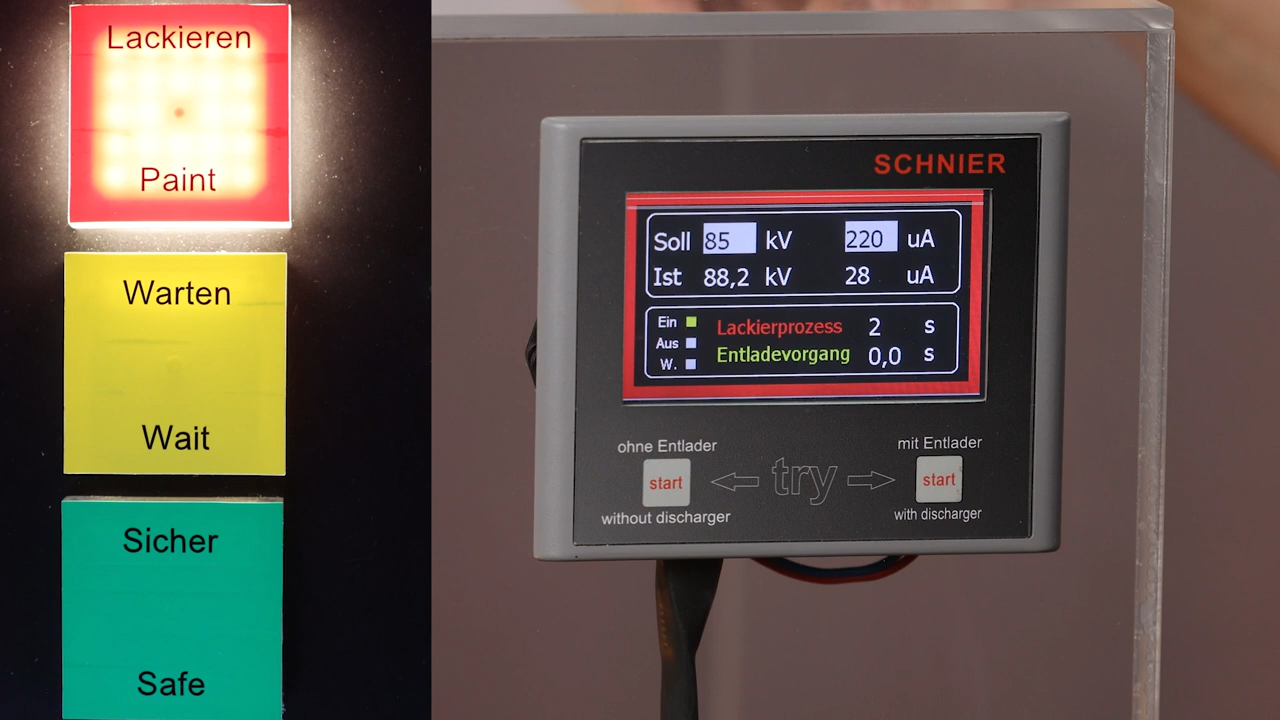 Lackieren
Paint
Warten
Wait
Sicher
Safe
SCHNIER
Soll 85 kV 220 uA
Ist 88,2 kV 28 uA
Ein
Aus
W.
Lackierprozess 2 s
Entladevorgang 0,0 s
ohne Entlader
start
without discharger
try
mit Entlader
start
with discharger